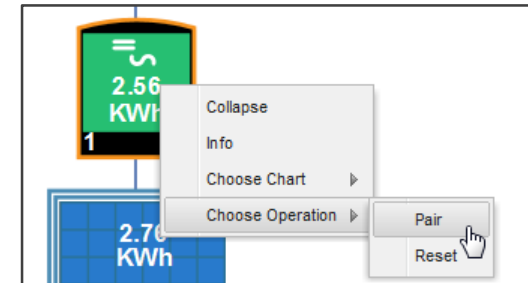 2.56
KWh
1
Collapse
Info
Choose Chart
Choose Operation
Pair
Reset
2.76
KWh